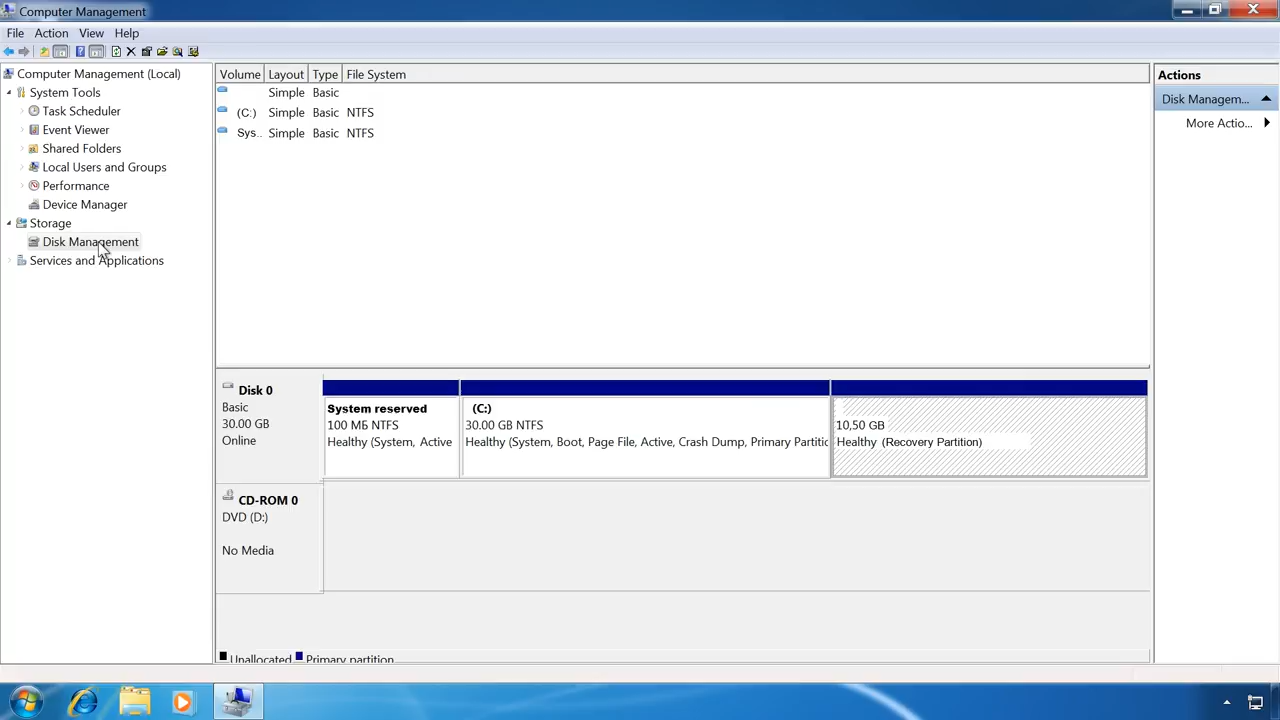 Computer Management
File Action View Help
Computer Management (Local)
System Tools
Task Scheduler
Event Viewer
Shared Folders
Local Users and Groups
Performance
Device Manager
Storage
Disk Management
Services and Applications
Volume Layout Type File System
Simple Basic
(C:) Simple Basic NTFS
Sys.. Simple Basic NTFS
Actions
Disk Managem...
More Actio...
Disk 0
Basic
30.00 GB
Online
System reserved
100 МБ NTFS
Healthy (System, Active
(C:)
30.00 GB NTFS
Healthy (System, Boot, Page File, Active, Crash Dump, Primary Partitic
10,50 GB
Healthy (Recovery Partition)
CD-ROM 0
DVD (D:)
No Media
Unallocated Primary partition